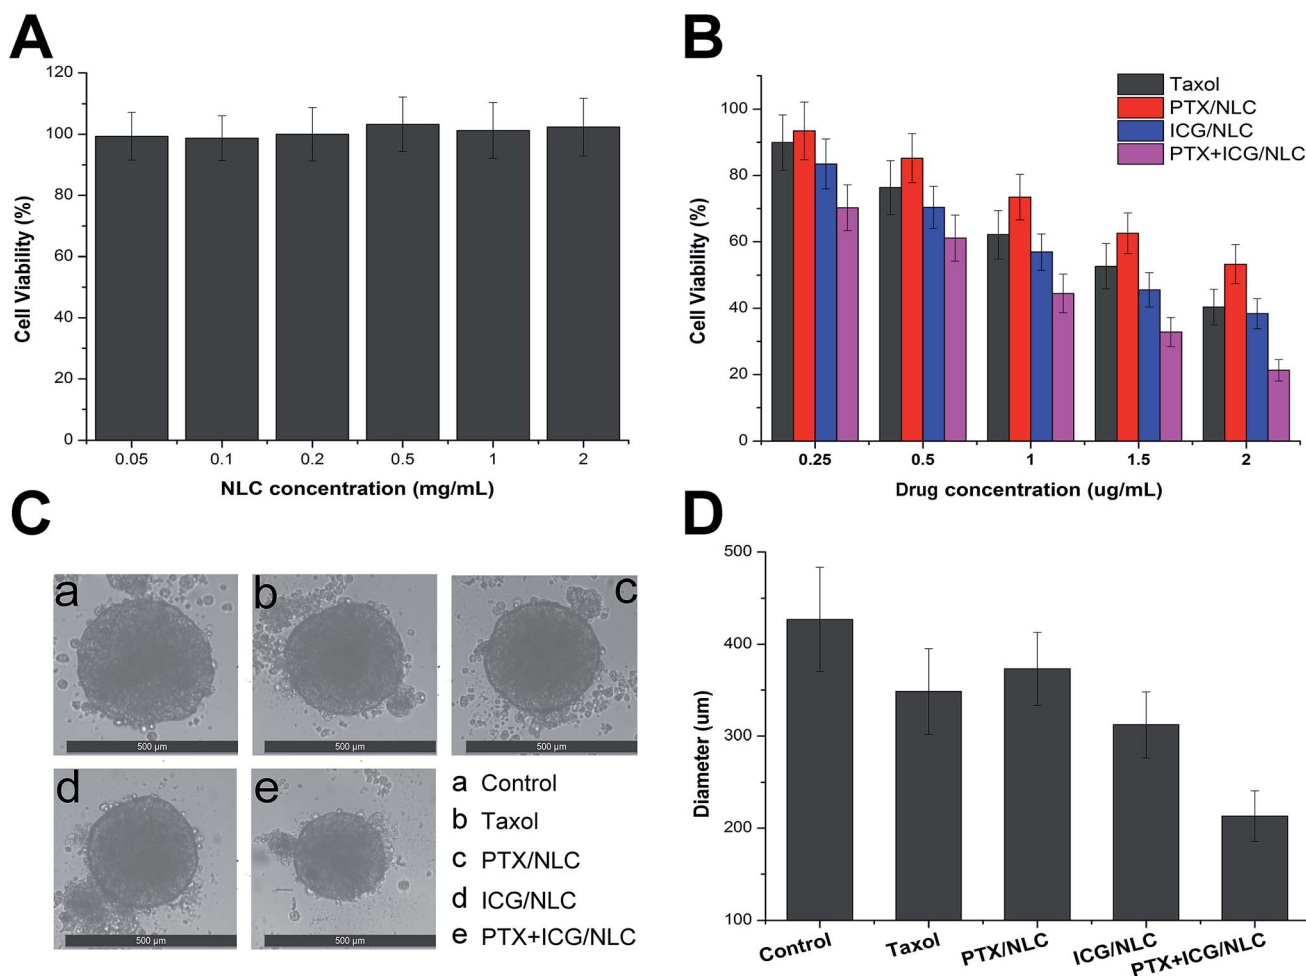 A
120
100
80
60
40
20
0
Cell Viability (%)
0.05 0.1 0.2 0.5 1 2
NLC concentration (mg/mL)
B
Taxol
PTX/NLC
ICG/NLC
PTX+ICG/NLC
100
80
60
40
20
0
Cell Viability (%)
0.25 0.5 1 1.5 2
Drug concentration (ug/mL)
C
a
500 µm
b
500 µm
c
500 µm
d
500 µm
e
500 µm
a Control
b Taxol
c PTX/NLC
d ICG/NLC
e PTX+ICG/NLC
D
500
400
300
200
100
Diameter (um)
Control Taxol PTX/NLC ICG/NLC PTX+ICG/NLC